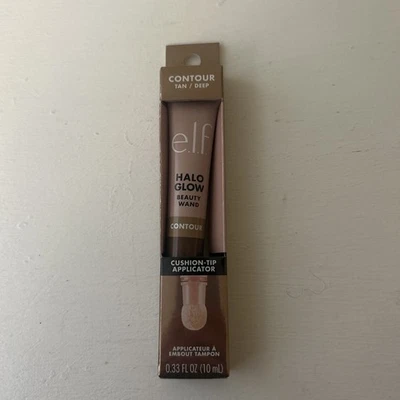 CONTOUR
TAN / DEEP
e.l.f
HALO
GLOW
BEAUTY
WAND
CONTOUR
CUSHION-TIP
APPLICATOR
APPLICATEUR À
EMBOUT TAMPON
0.33 FL OZ (10 mL)